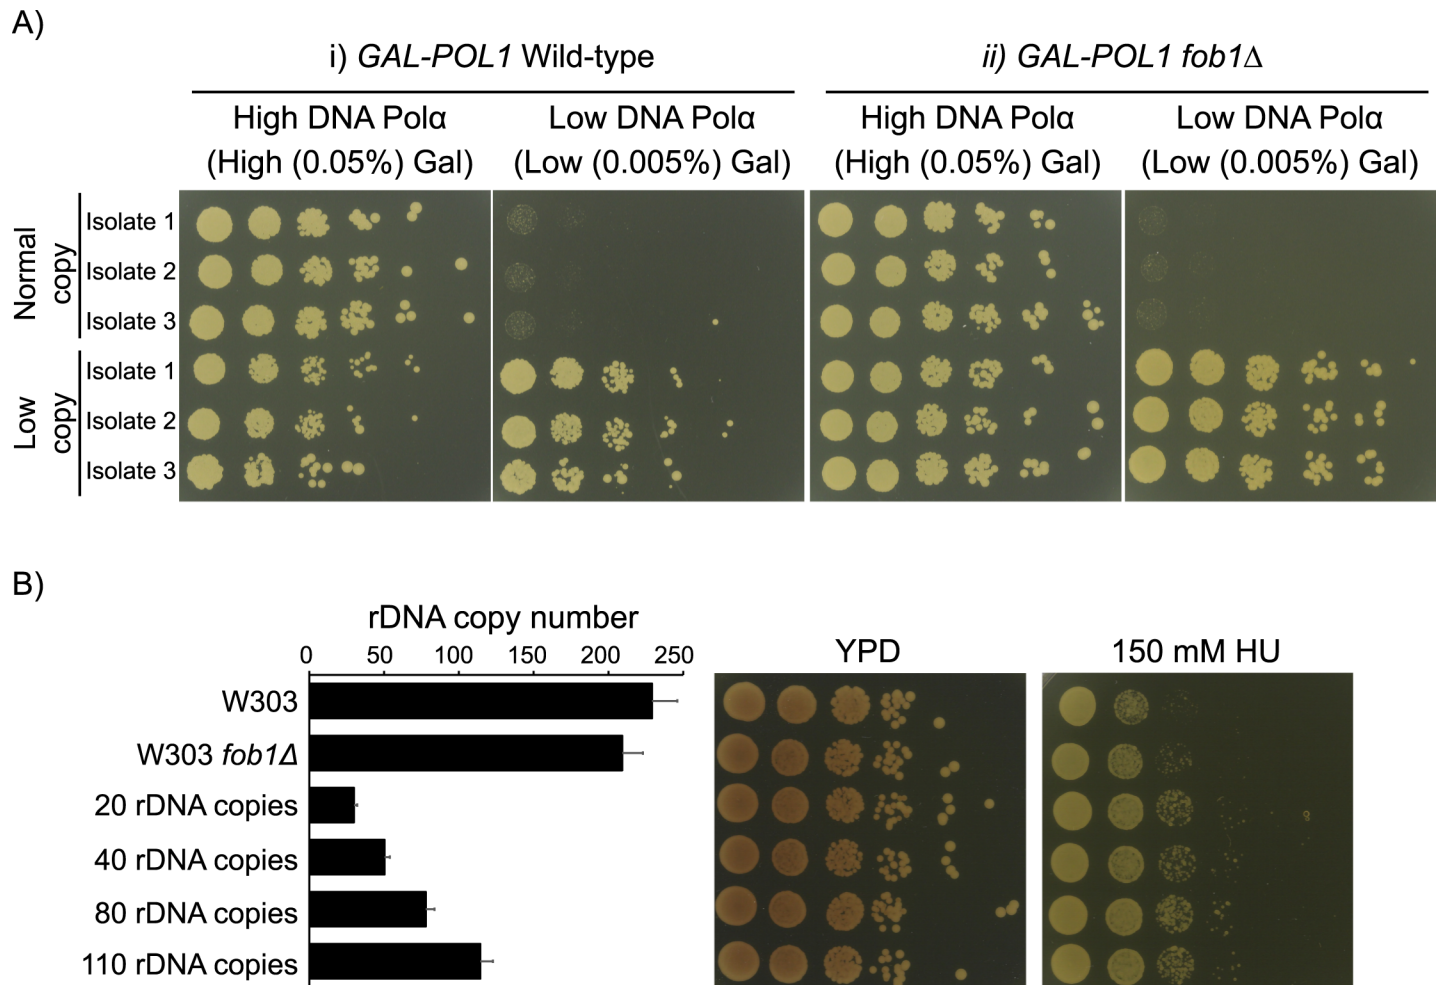 A)
i) GAL-POL1 Wild-type
ii) GAL-POL1 fob1Δ
High DNA Polα
(High (0.05%) Gal)
Low DNA Polα
(Low (0.005%) Gal)
High DNA Polα
(High (0.05%) Gal)
Low DNA Polα
(Low (0.005%) Gal)
Normal
copy
Isolate 1
Isolate 2
Isolate 3
Low
copy
Isolate 1
Isolate 2
Isolate 3
B)
rDNA copy number
0 50 100 150 200 250
W303
W303 fob1Δ
20 rDNA copies
40 rDNA copies
80 rDNA copies
110 rDNA copies
YPD
150 mM HU